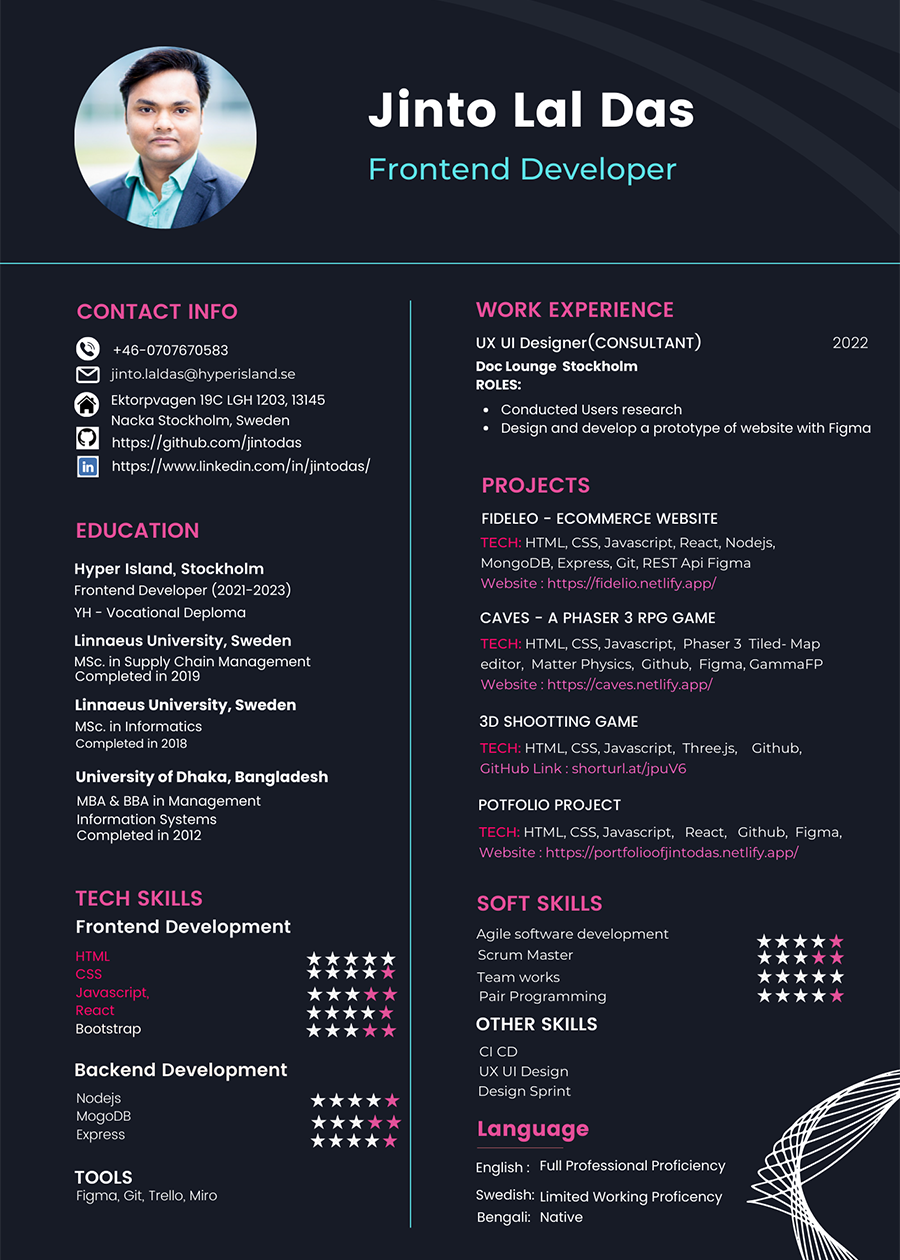 Jinto Lal Das
Frontend Developer
CONTACT INFO
+46-0707670583
jinto.laldas@hyperisland.se
Ektorpvagen 19C LGH 1203, 13145
Nacka Stockholm, Sweden
https://github.com/jintodas
in https://www.linkedin.com/in/jintodas/
EDUCATION
Hyper Island, Stockholm
Frontend Developer (2021-2023)
YH - Vocational Deploma
Linnaeus University, Sweden
MSc. in Supply Chain Management
Completed in 2019
Linnaeus University, Sweden
MSc. in Informatics
Completed in 2018
University of Dhaka, Bangladesh
MBA & BBA in Management
Information Systems
Completed in 2012
TECH SKILLS
Frontend Development
HTML
CSS
Javascript,
React
Bootstrap
Backend Development
Nodejs
MogoDB
Express
TOOLS
Figma, Git, Trello, Miro
WORK EXPERIENCE
UX UI Designer(CONSULTANT) 2022
Doc Lounge Stockholm
ROLES:
• Conducted Users research
• Design and develop a prototype of website with Figma
PROJECTS
FIDELEO - ECOMMERCE WEBSITE
TECH: HTML, CSS, Javascript, React, Nodejs,
MongoDB, Express, Git, REST Api Figma
Website : https://fidelio.netlify.app/
CAVES - A PHASER 3 RPG GAME
TECH: HTML, CSS, Javascript, Phaser 3 Tiled- Map
editor, Matter Physics, Github, Figma, GammaFP
Website : https://caves.netlify.app/
3D SHOOTTING GAME
TECH: HTML, CSS, Javascript, Three.js, Github,
GitHub Link : shorturl.at/jpuV6
POTFOLIO PROJECT
TECH: HTML, CSS, Javascript, React, Github, Figma,
Website : https://portfolioofjintodas.netlify.app/
SOFT SKILLS
Agile software development
Scrum Master
Team works
Pair Programming
OTHER SKILLS
CI CD
UX UI Design
Design Sprint
Language
English : Full Professional Proficiency
Swedish: Limited Working Proficency
Bengali: Native